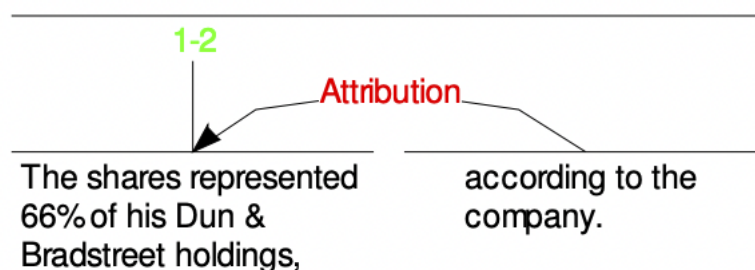 1-2
Attribution
The shares represented
66% of his Dun &
Bradstreet holdings,
according to the
company.